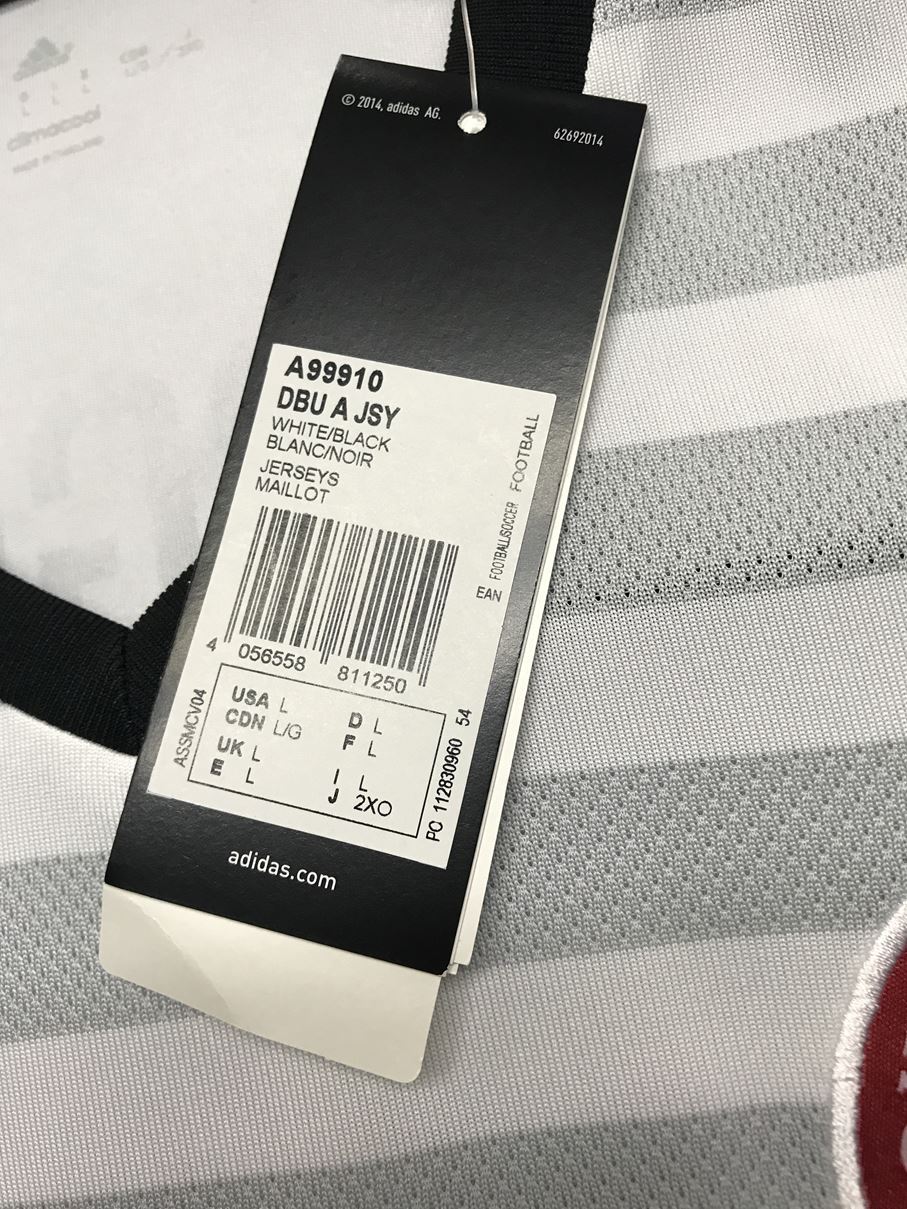 climacool
© 2014, adidas AG.
62692014
A99910
DBU A JSY
WHITE/BLACK
BLANC/NOIR
JERSEYS
MAILLOT
EAN FOOTBALL/SOCCER FOOTBALL
4 056558 811250
ASSMCV04
USA L D L
CDN L/G F L
UK L I L
E L J 2XO
PO 112830960 54
adidas.com